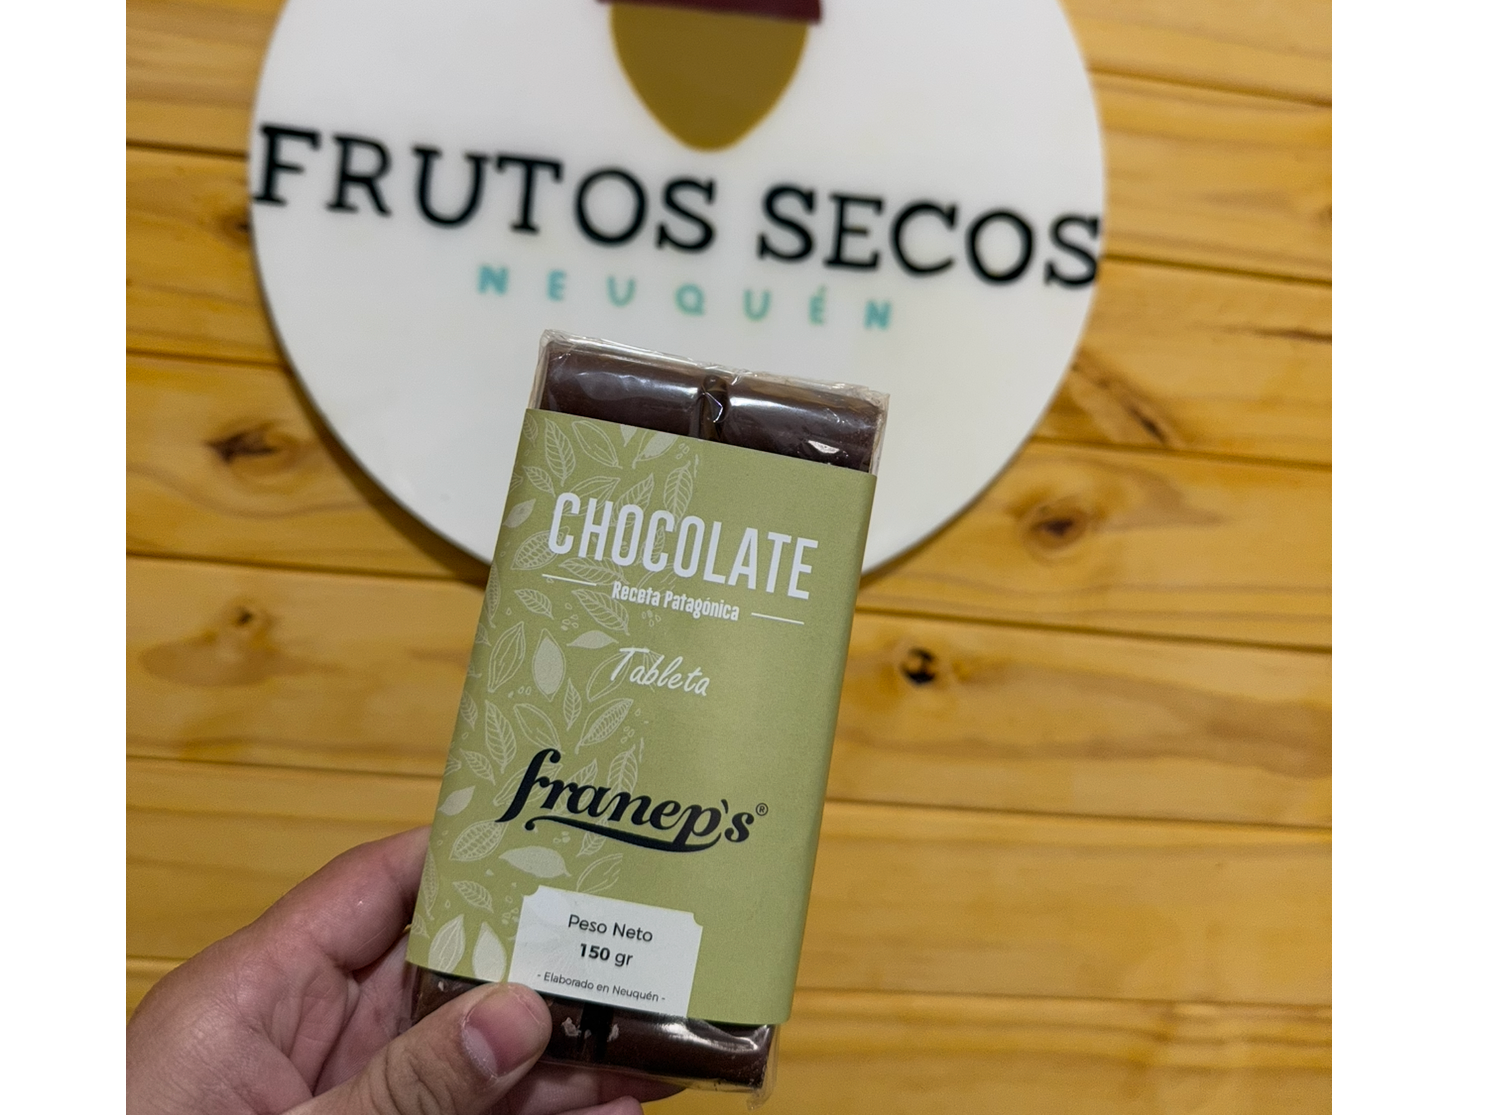 FRUTOS SECOS
NEUQUÉN
CHOCOLATE
Receta Patagónica
Tableta
franep's®
Peso Neto
150 gr
- Elaborado en Neuquén -